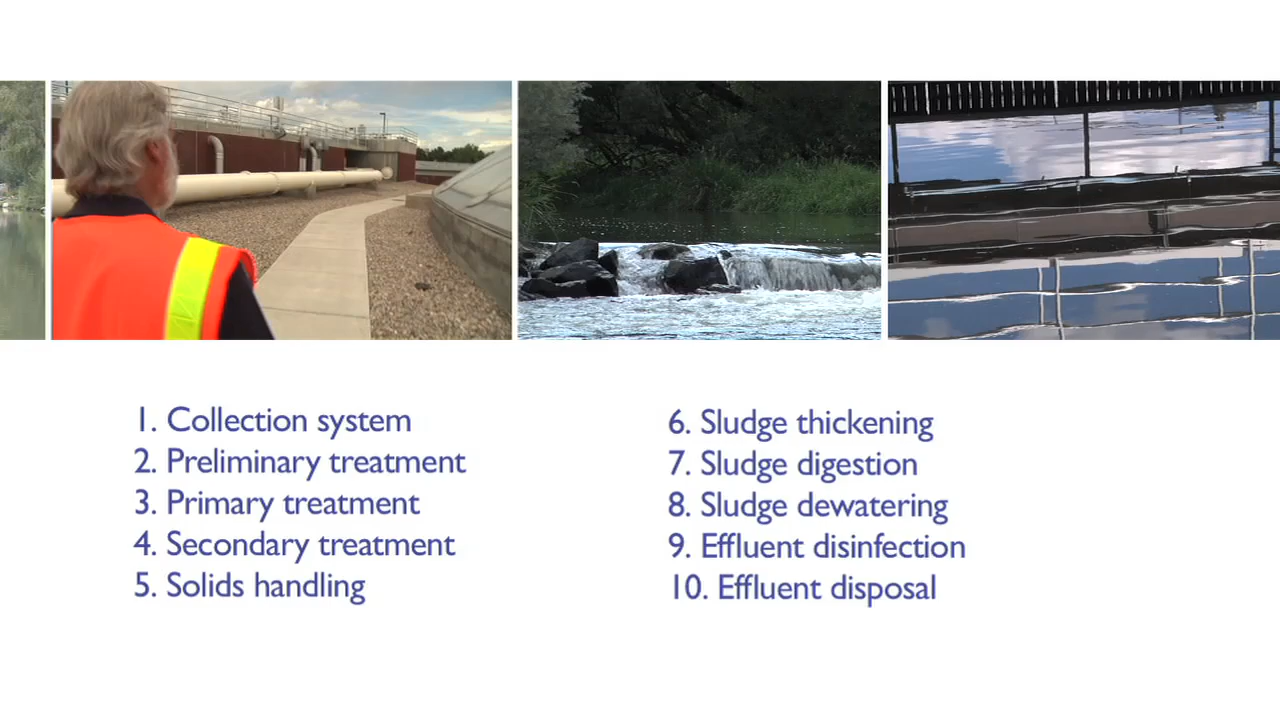 1. Collection system
2. Preliminary treatment
3. Primary treatment
4. Secondary treatment
5. Solids handling
6. Sludge thickening
7. Sludge digestion
8. Sludge dewatering
9. Effluent disinfection
10. Effluent disposal